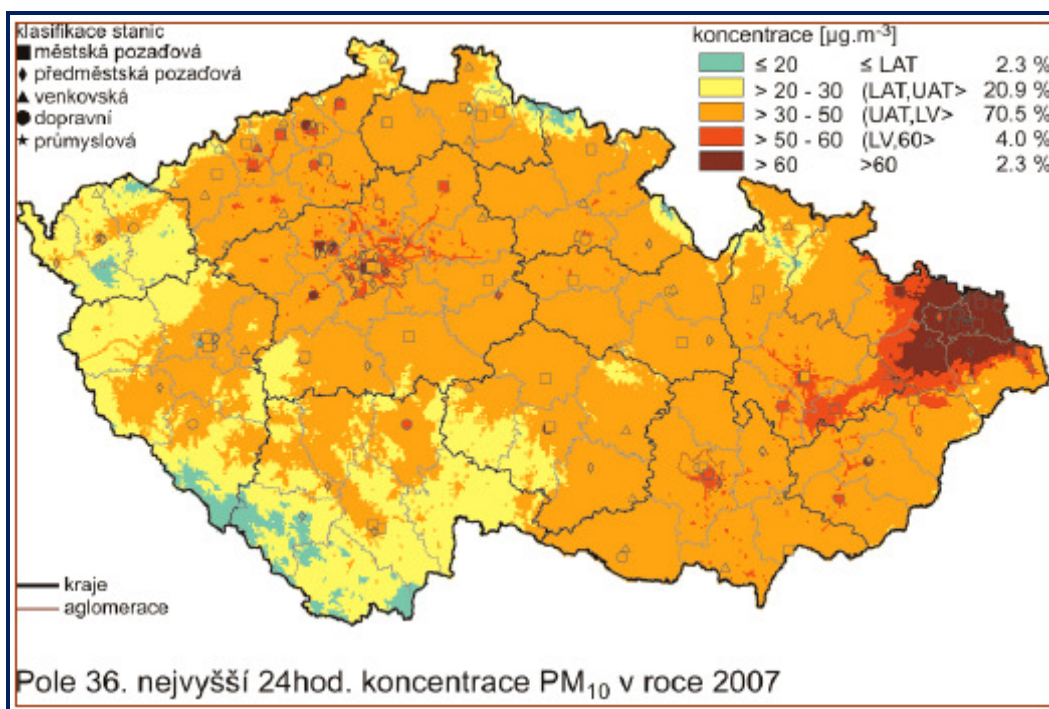 klasifikace stanic
městská pozaďová
předměstská pozaďová
venkovská
dopravní
průmyslová
koncentrace [µg.m⁻³]
≤ 20 ≤ LAT 2.3 %
> 20 - 30 (LAT,UAT> 20.9 %
> 30 - 50 (UAT,LV> 70.5 %
> 50 - 60 (LV,60> 4.0 %
> 60 >60 2.3 %
kraje
aglomerace
Pole 36. nejvyšší 24hod. koncentrace PM₁₀ v roce 2007